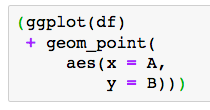 (ggplot(df)
 + geom_point(
     aes(x = A,
         y = B)))